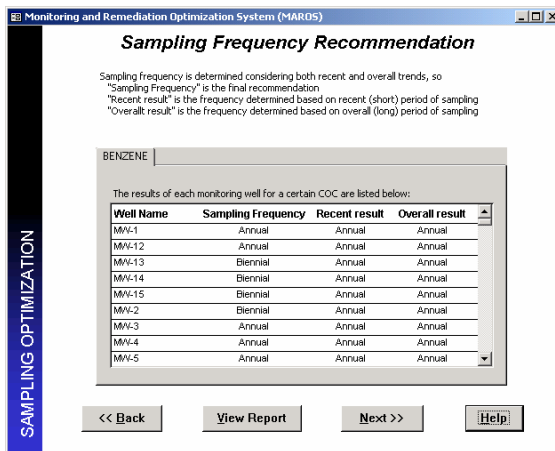 Monitoring and Remediation Optimization System (MAROS)
Sampling Frequency Recommendation
Sampling frequency is determined considering both recent and overall trends, so
"Sampling Frequency" is the final recommendation
"Recent result" is the frequency determined based on recent (short) period of sampling
"Overallt result" is the frequency determined based on overall (long) period of sampling
BENZENE
The results of each monitoring well for a certain COC are listed below:
Well Name Sampling Frequency Recent result Overall result
MW-1 Annual Annual Annual
MW-12 Annual Annual Annual
MW-13 Biennial Annual Annual
MW-14 Biennial Annual Annual
MW-15 Biennial Annual Annual
MW-2 Biennial Annual Annual
MW-3 Annual Annual Annual
MW-4 Annual Annual Annual
MW-5 Annual Annual Annual
SAMPLING OPTIMIZATION
<< Back View Report Next >> Help